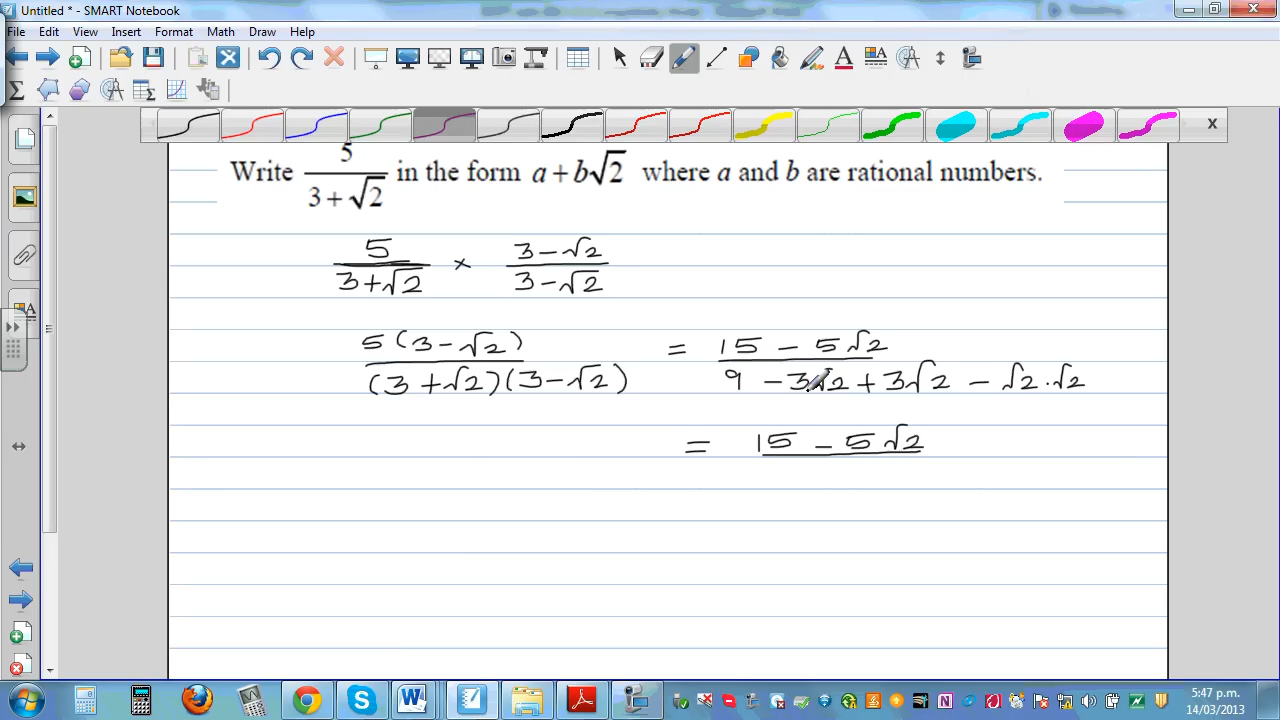 Untitled * - SMART Notebook
File Edit View Insert Format Math Draw Help
X
Write 5/(3 + √2) in the form a + b√2 where a and b are rational numbers.
5/(3+√2) × (3-√2)/(3-√2)
5(3-√2)/((3+√2)(3-√2)) = (15 - 5√2)/(9 - 3√2 + 3√2 - √2.√2)
= 15 - 5√2
5:47 p.m.
14/03/2013